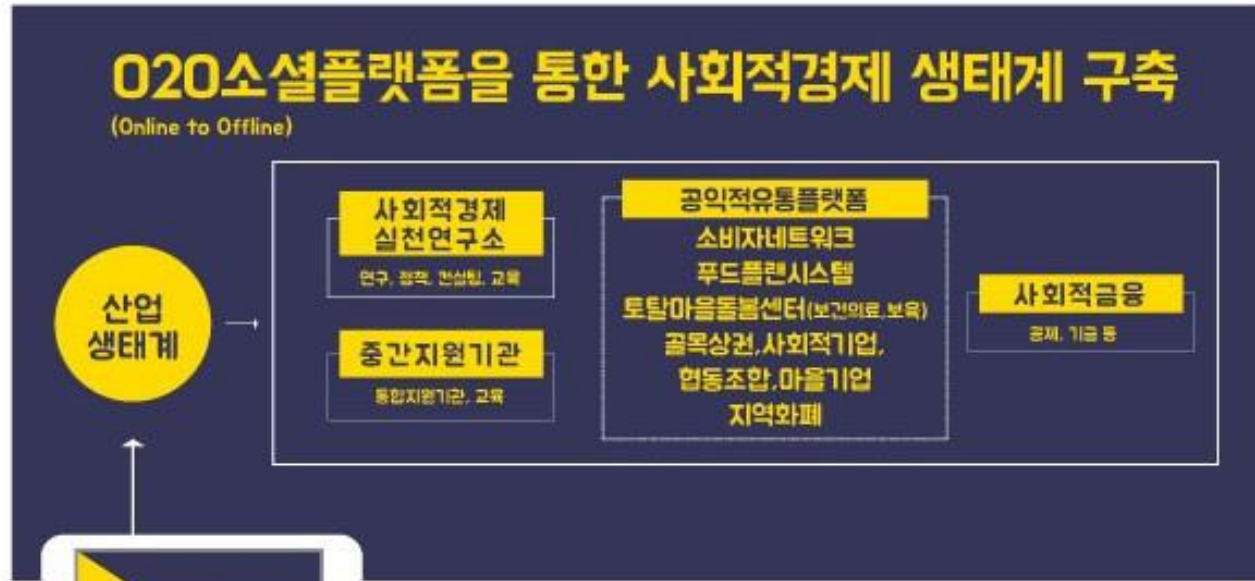 O2O소셜플랫폼을 통한 사회적경제 생태계 구축
(Online to Offline)
산업
생태계
사회적경제
실천연구소
연구, 정책, 컨설팅, 교육
중간지원기관
통합지원기관, 교육
공익적유통플랫폼
소비자네트워크
푸드플랜시스템
토탈마을돌봄센터(보건의료,보육)
골목상권,사회적기업,
협동조합,마을기업
지역화폐
사회적금융
공제, 기금 등